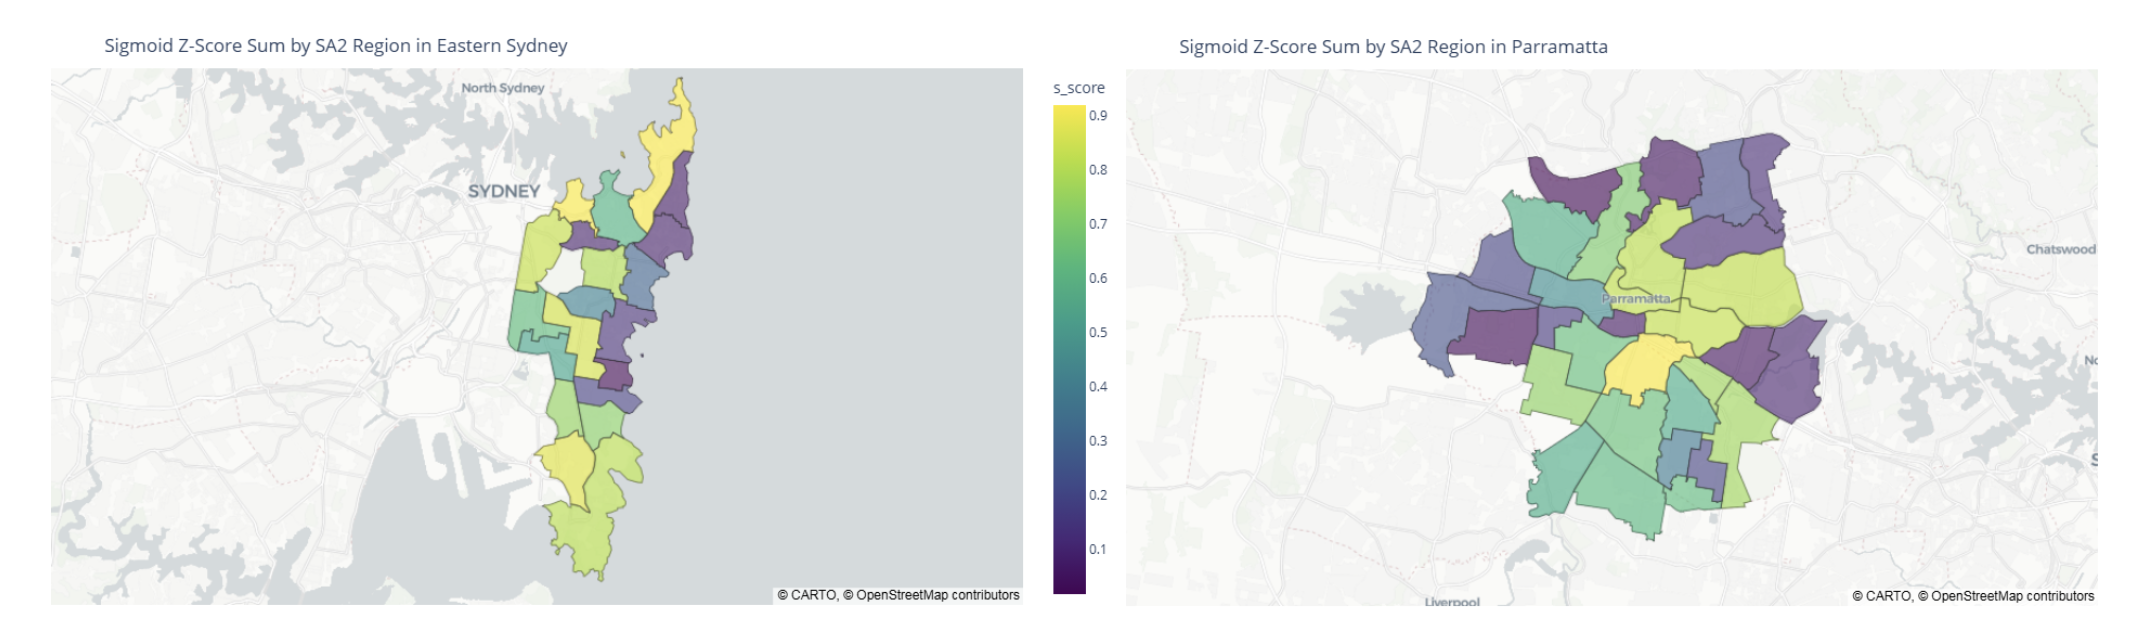 Sigmoid Z-Score Sum by SA2 Region in Eastern Sydney
North Sydney
SYDNEY
© CARTO, © OpenStreetMap contributors
s_score
0.9
0.8
0.7
0.6
0.5
0.4
0.3
0.2
0.1
Sigmoid Z-Score Sum by SA2 Region in Parramatta
Chatswood
Parramatta
Liverpool
© CARTO, © OpenStreetMap contributors